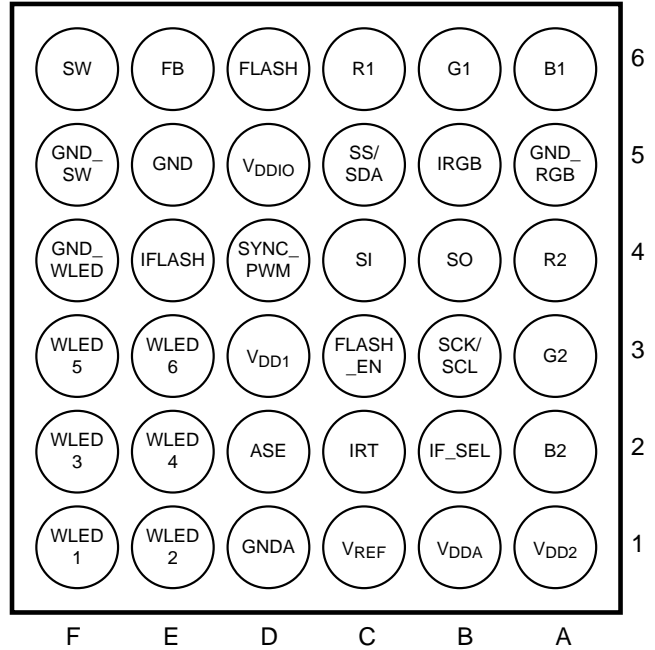 SW FB FLASH R1 G1 B1 6
GND_ SS/ GND_
SW GND VDDIO SDA IRGB RGB 5
GND_ SYNC_
WLED IFLASH PWM SI SO R2 4
WLED WLED FLASH SCK/
5 6 VDD1 _EN SCL G2 3
WLED WLED
3 4 ASE IRT IF_SEL B2 2
WLED WLED
1 2 GNDA VREF VDDA VDD2 1
F E D C B A